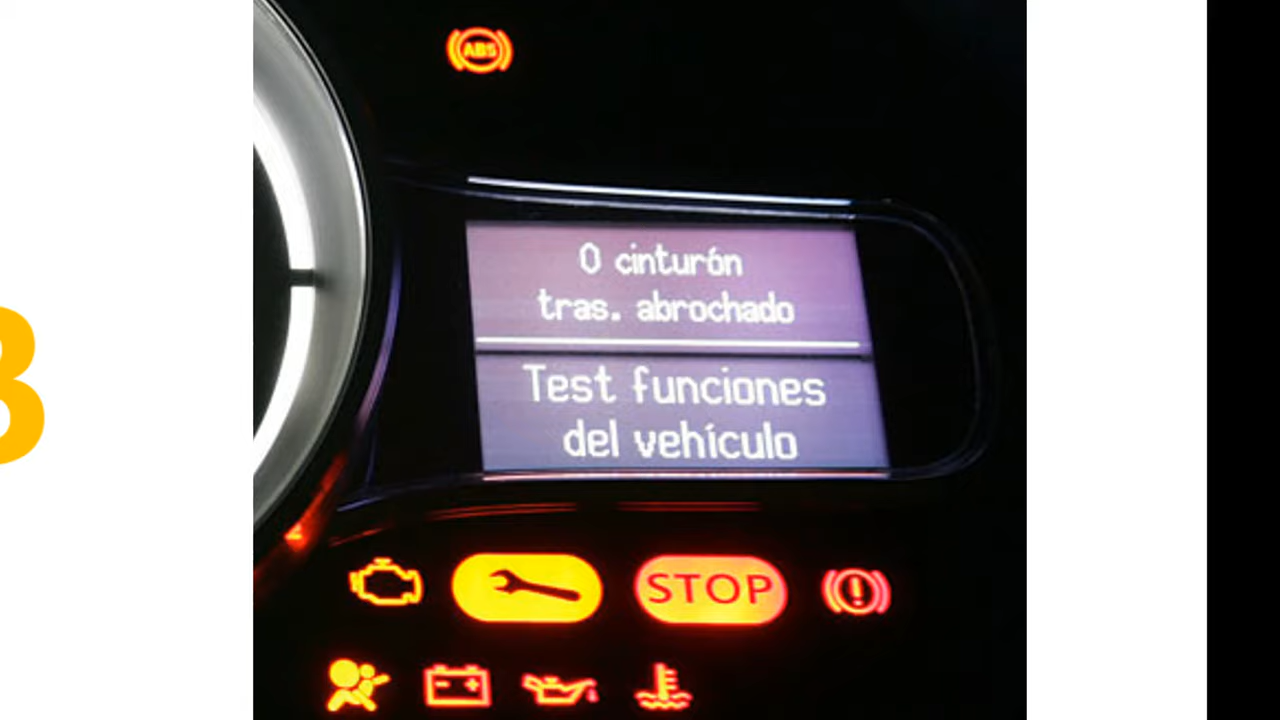 ABS
0 cinturón
tras. abrochado
Test funciones
del vehículo
STOP